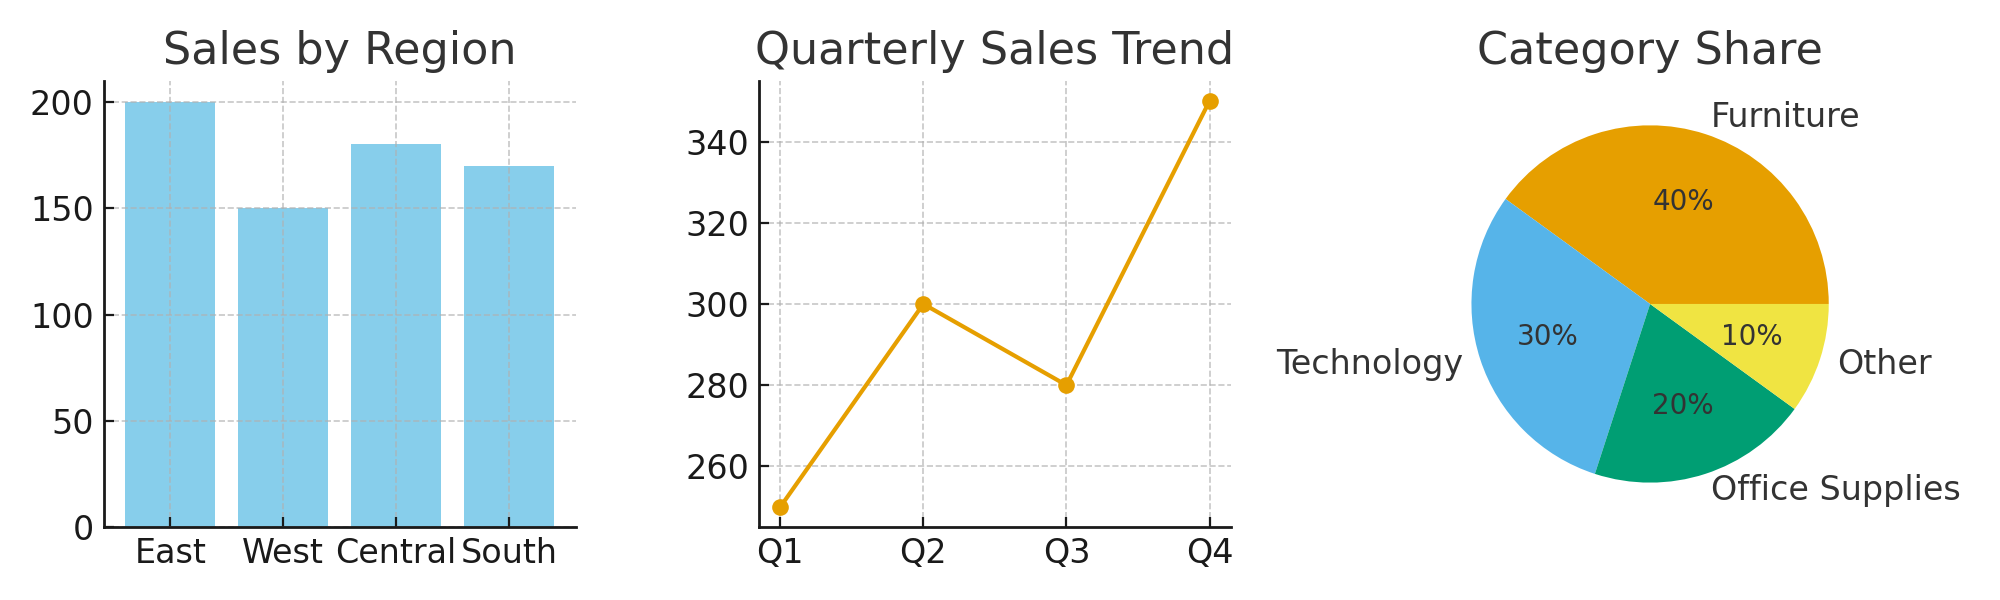 Sales by Region
200
150
100
50
0
East West Central South
Quarterly Sales Trend
340
320
300
280
260
Q1 Q2 Q3 Q4
Category Share
Furniture
40%
Technology
30%
20%
Office Supplies
10%
Other